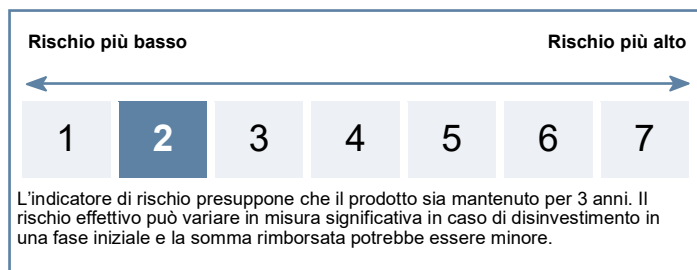 Rischio più basso Rischio più alto
1 2 3 4 5 6 7
L'indicatore di rischio presuppone che il prodotto sia mantenuto per 3 anni. Il
rischio effettivo può variare in misura significativa in caso di disinvestimento in
una fase iniziale e la somma rimborsata potrebbe essere minore.